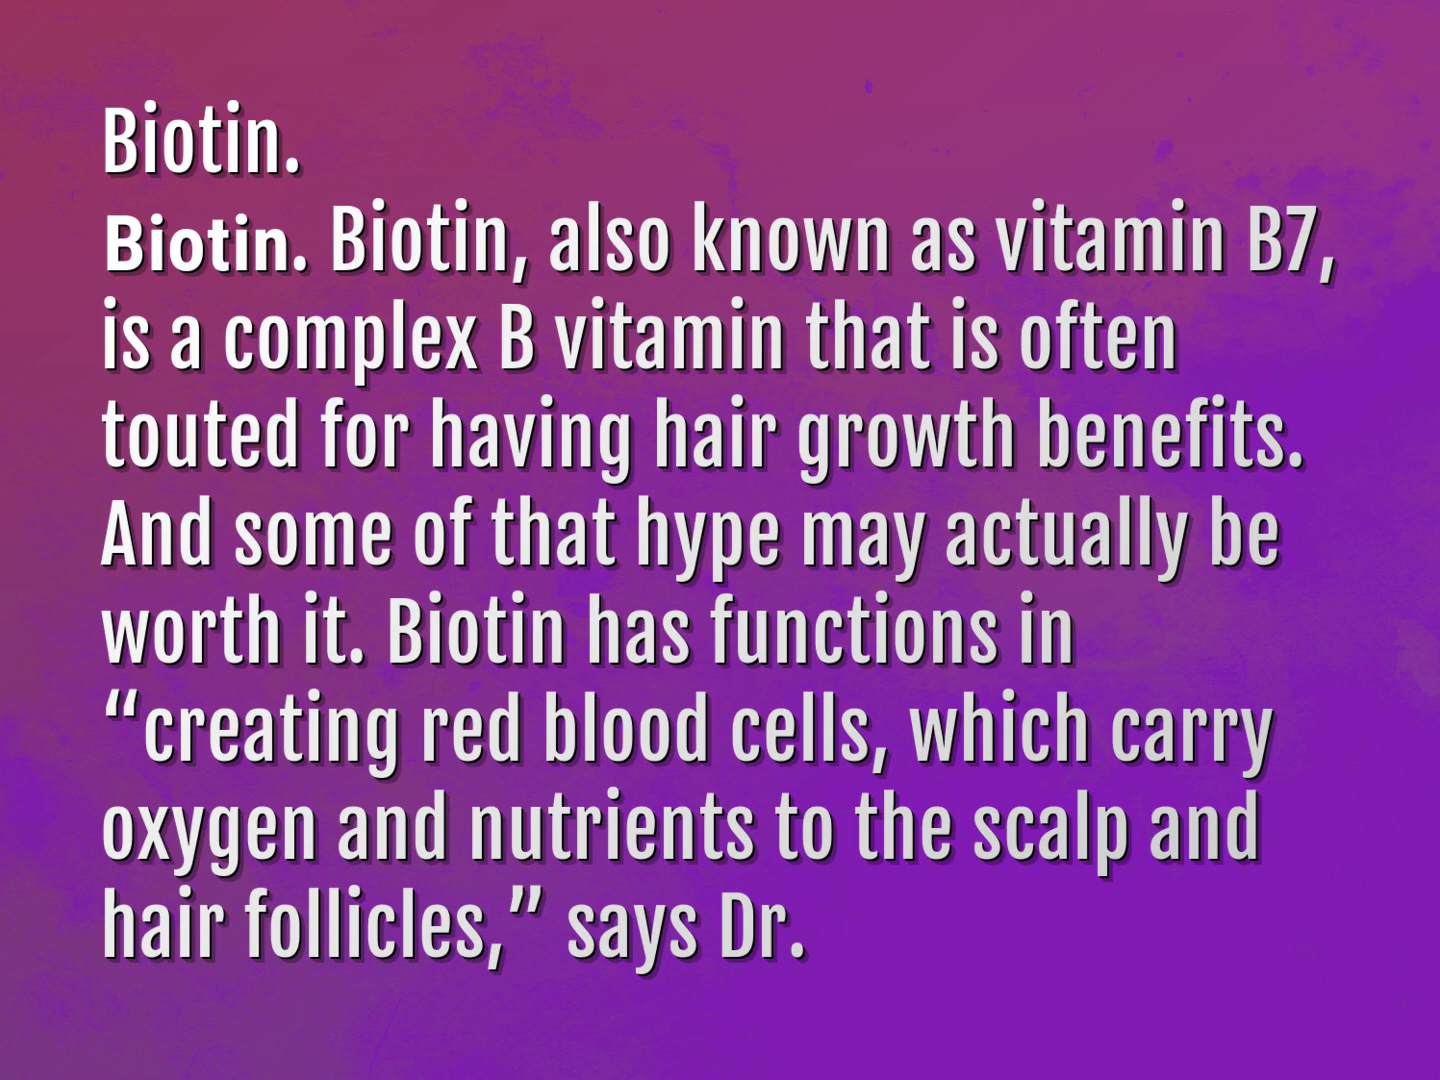 Biotin.
Biotin. Biotin, also known as vitamin B7,
is a complex B vitamin that is often
touted for having hair growth benefits.
And some of that hype may actually be
worth it. Biotin has functions in
“creating red blood cells, which carry
oxygen and nutrients to the scalp and
hair follicles,” says Dr.